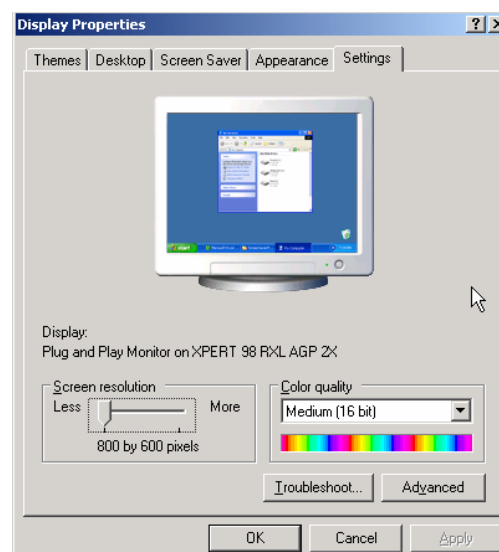 Display Properties
Themes Desktop Screen Saver Appearance Settings
Display:
Plug and Play Monitor on XPERT 98 RXL AGP 2X
Screen resolution
Less More
800 by 600 pixels
Color quality
Medium (16 bit)
Troubleshoot... Advanced
OK Cancel Apply